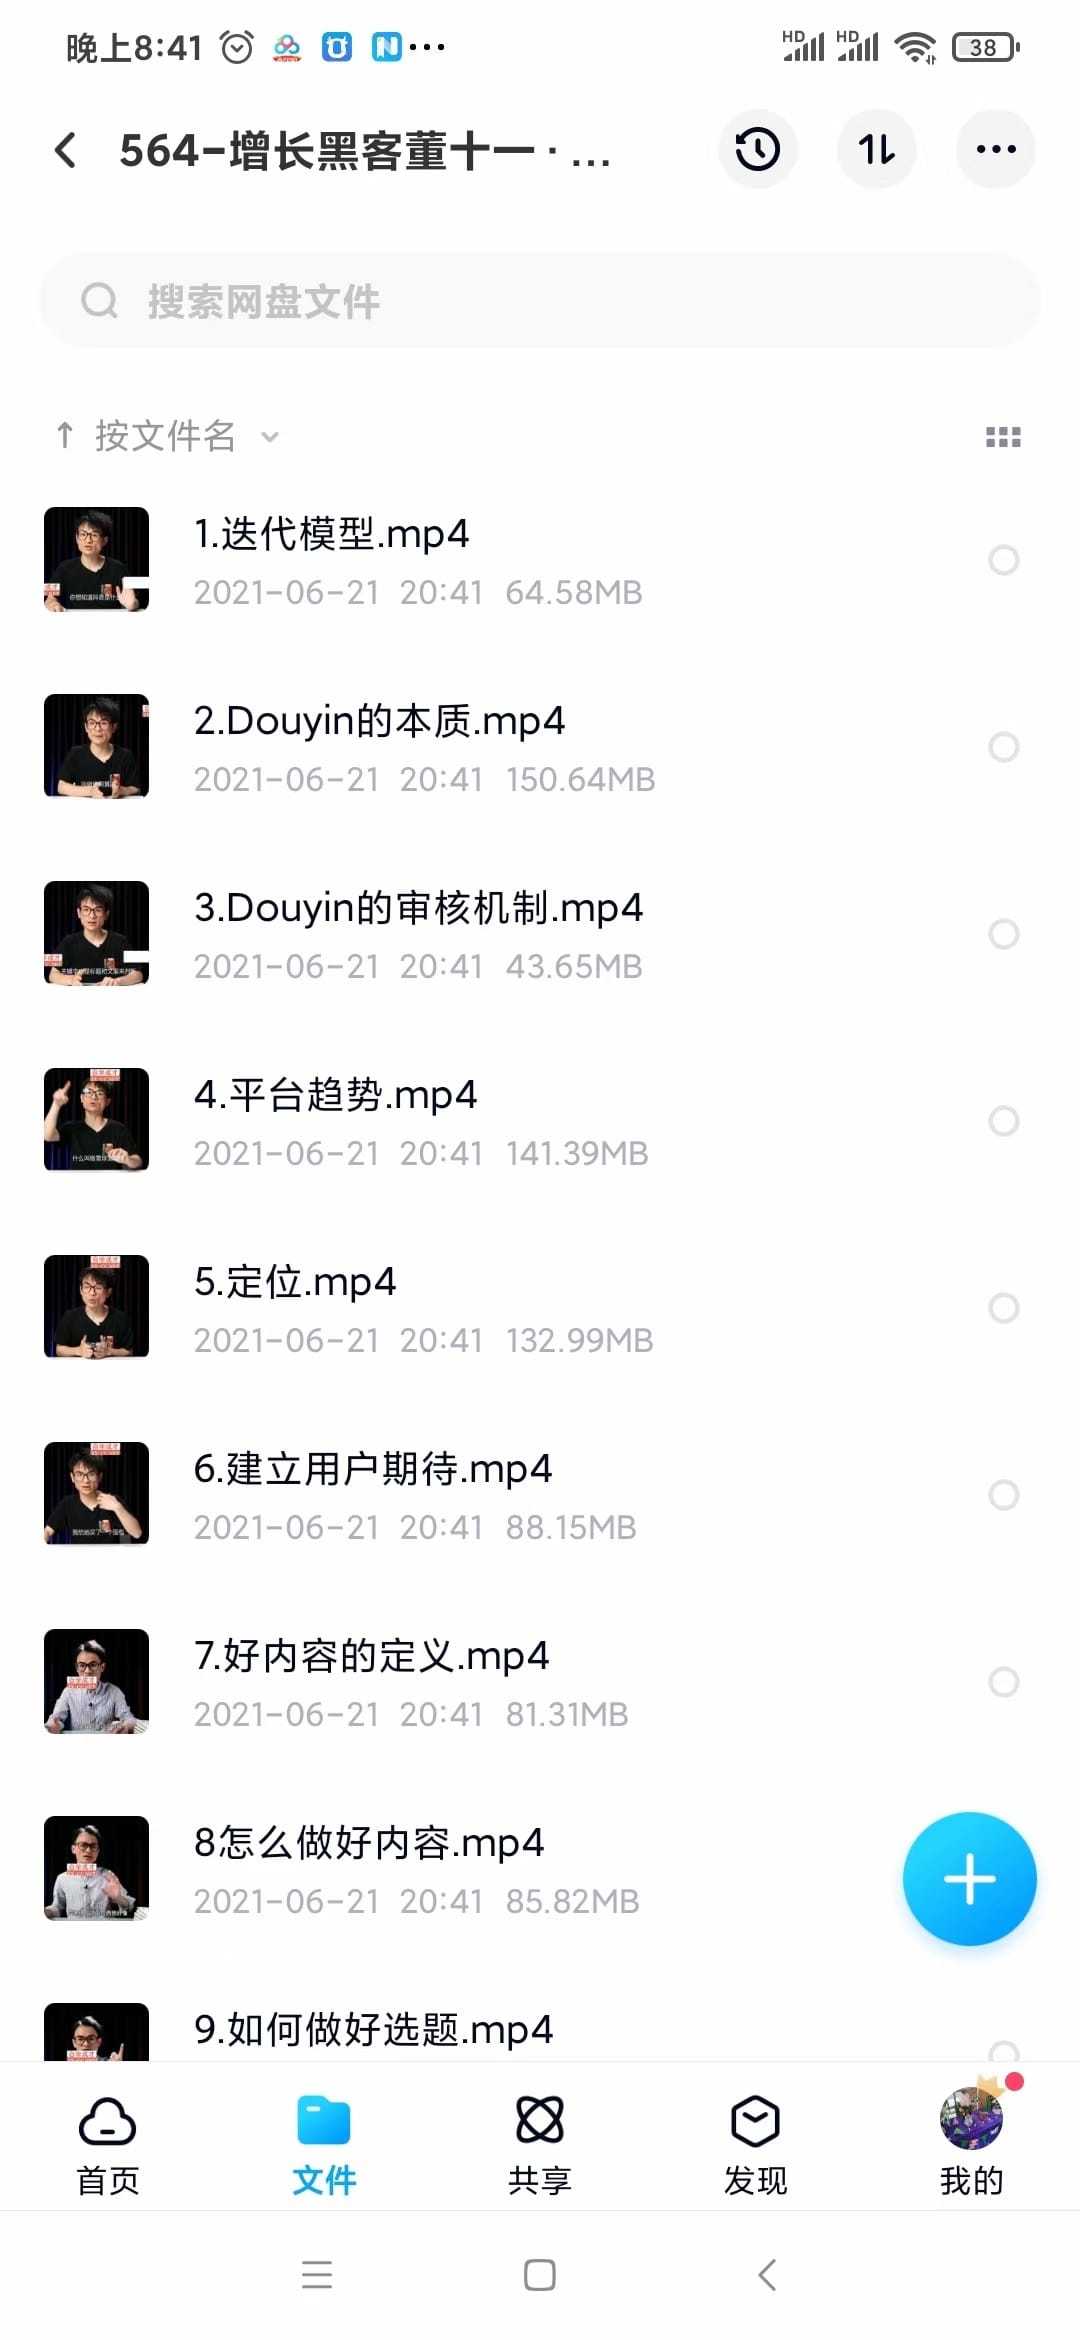 晚上8:41
HD HD 38
564-增长黑客董十一 · ...
搜索网盘文件
↑ 按文件名
1.迭代模型.mp4
2021-06-21 20:41 64.58MB
2.Douyin的本质.mp4
2021-06-21 20:41 150.64MB
3.Douyin的审核机制.mp4
2021-06-21 20:41 43.65MB
4.平台趋势.mp4
2021-06-21 20:41 141.39MB
5.定位.mp4
2021-06-21 20:41 132.99MB
6.建立用户期待.mp4
2021-06-21 20:41 88.15MB
7.好内容的定义.mp4
2021-06-21 20:41 81.31MB
8怎么做好内容.mp4
2021-06-21 20:41 85.82MB
9.如何做好选题.mp4
首页
文件
共享
发现
我的